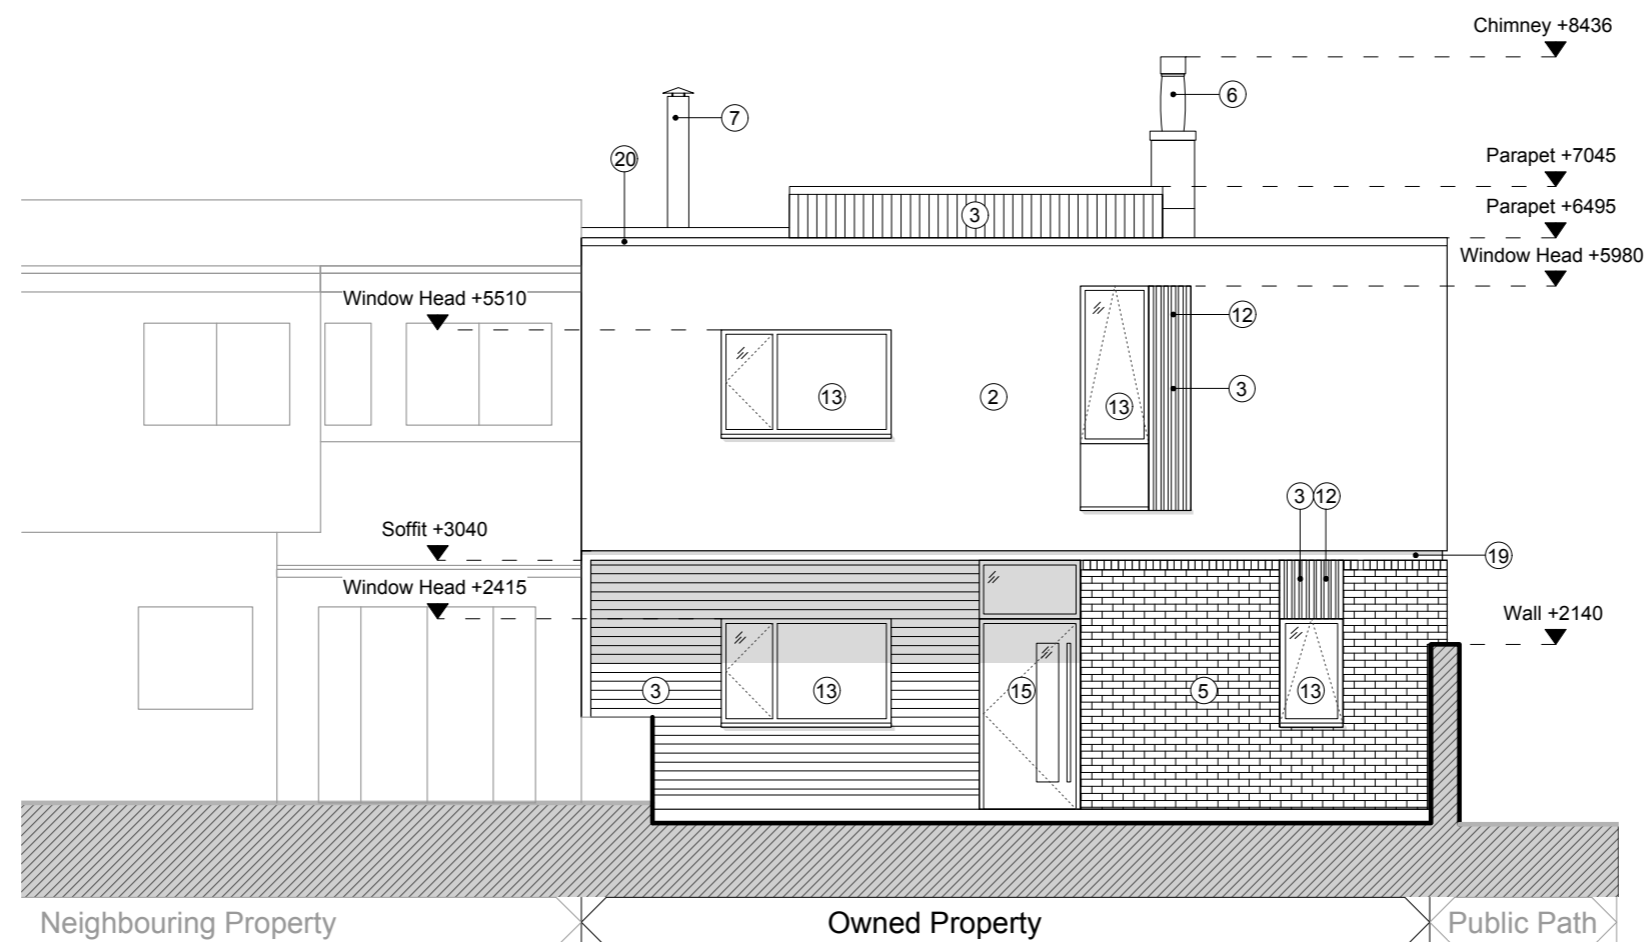 Chimney +8436
6
7
Parapet +7045
20
3
Parapet +6495
Window Head +5980
Window Head +5510
12
3
13
2
13
3 12
Soffit +3040
19
Window Head +2415
Wall +2140
3
13
15
5
13
Neighbouring Property
Owned Property
Public Path